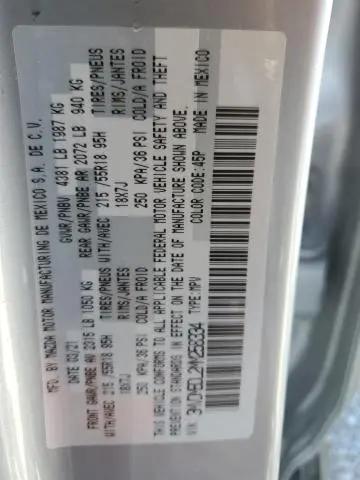 MFD. BY MAZDA MOTOR MANUFACTURING DE MEXICO S.A. DE C.V.
DATE 03/21 GVWR/PNBV 4381 LB 1987 KG
FRONT GAWR/PNBE AV 2315 LB 1050 KG REAR GAWR/PNBE AR 2072 LB 940 KG
WITH/AVEC 215 /55R18 95H TIRES/PNEUS WITH/AVEC 215 /55R18 95H TIRES/PNEUS
18X7J RIMS/JANTES 18X7J RIMS/JANTES
250 KPA/36 PSI COLD/A FROID 250 KPA/36 PSI COLD/A FROID
THIS VEHICLE CONFORMS TO ALL APPLICABLE FEDERAL MOTOR VEHICLE SAFETY AND THEFT
PREVENTION STANDARDS IN EFFECT ON THE DATE OF MANUFACTURE SHOWN ABOVE.
TYPE:MPV COLOR CODE:45P MADE IN MEXICO